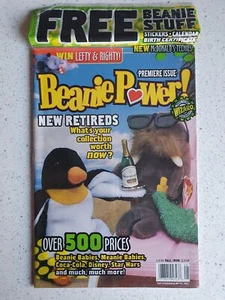 FREE BEANIE STUFF
STICKERS • CALENDAR
BIRTH CERTIFICATE
WIN LEFTY & RIGHTY!
NEW McDONALD'S TEENIES!
PREMIERE ISSUE
Beanie Power!
WIZARD
NEW RETIREDS
What's your
collection
worth
now?
OVER 500 PRICES
Beanie Babies, Meanie Babies,
Coca-Cola, Disney, Star Wars
and much, much more!